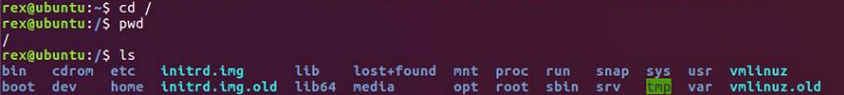 rex@ubuntu:~$ cd /
rex@ubuntu:/$ pwd
/
rex@ubuntu:/$ ls
bin cdrom etc initrd.img lib lost+found mnt proc run snap sys usr vmlinuz
boot dev home initrd.img.old lib64 media opt root sbin srv tmp var vmlinuz.old